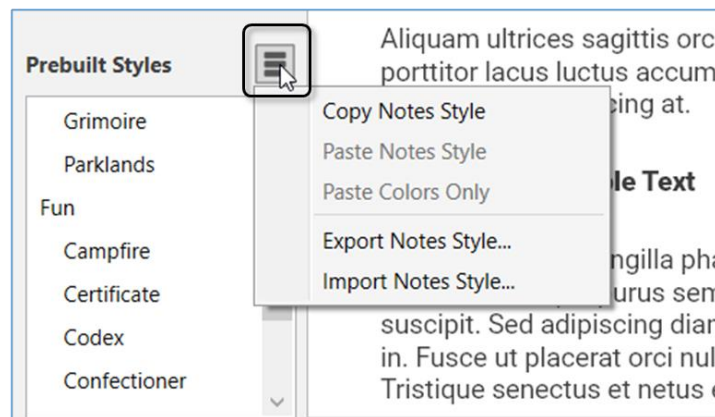 Prebuilt Styles
Grimoire
Parklands
Fun
Campfire
Certificate
Codex
Confectioner
Copy Notes Style
Paste Notes Style
Paste Colors Only
Export Notes Style...
Import Notes Style...
Aliquam ultrices sagittis orc
porttitor lacus luctus accum
cing at.
le Text
ngilla pha
urus sem
suscipit. Sed adipiscing diar
in. Fusce ut placerat orci nul
Tristique senectus et netus